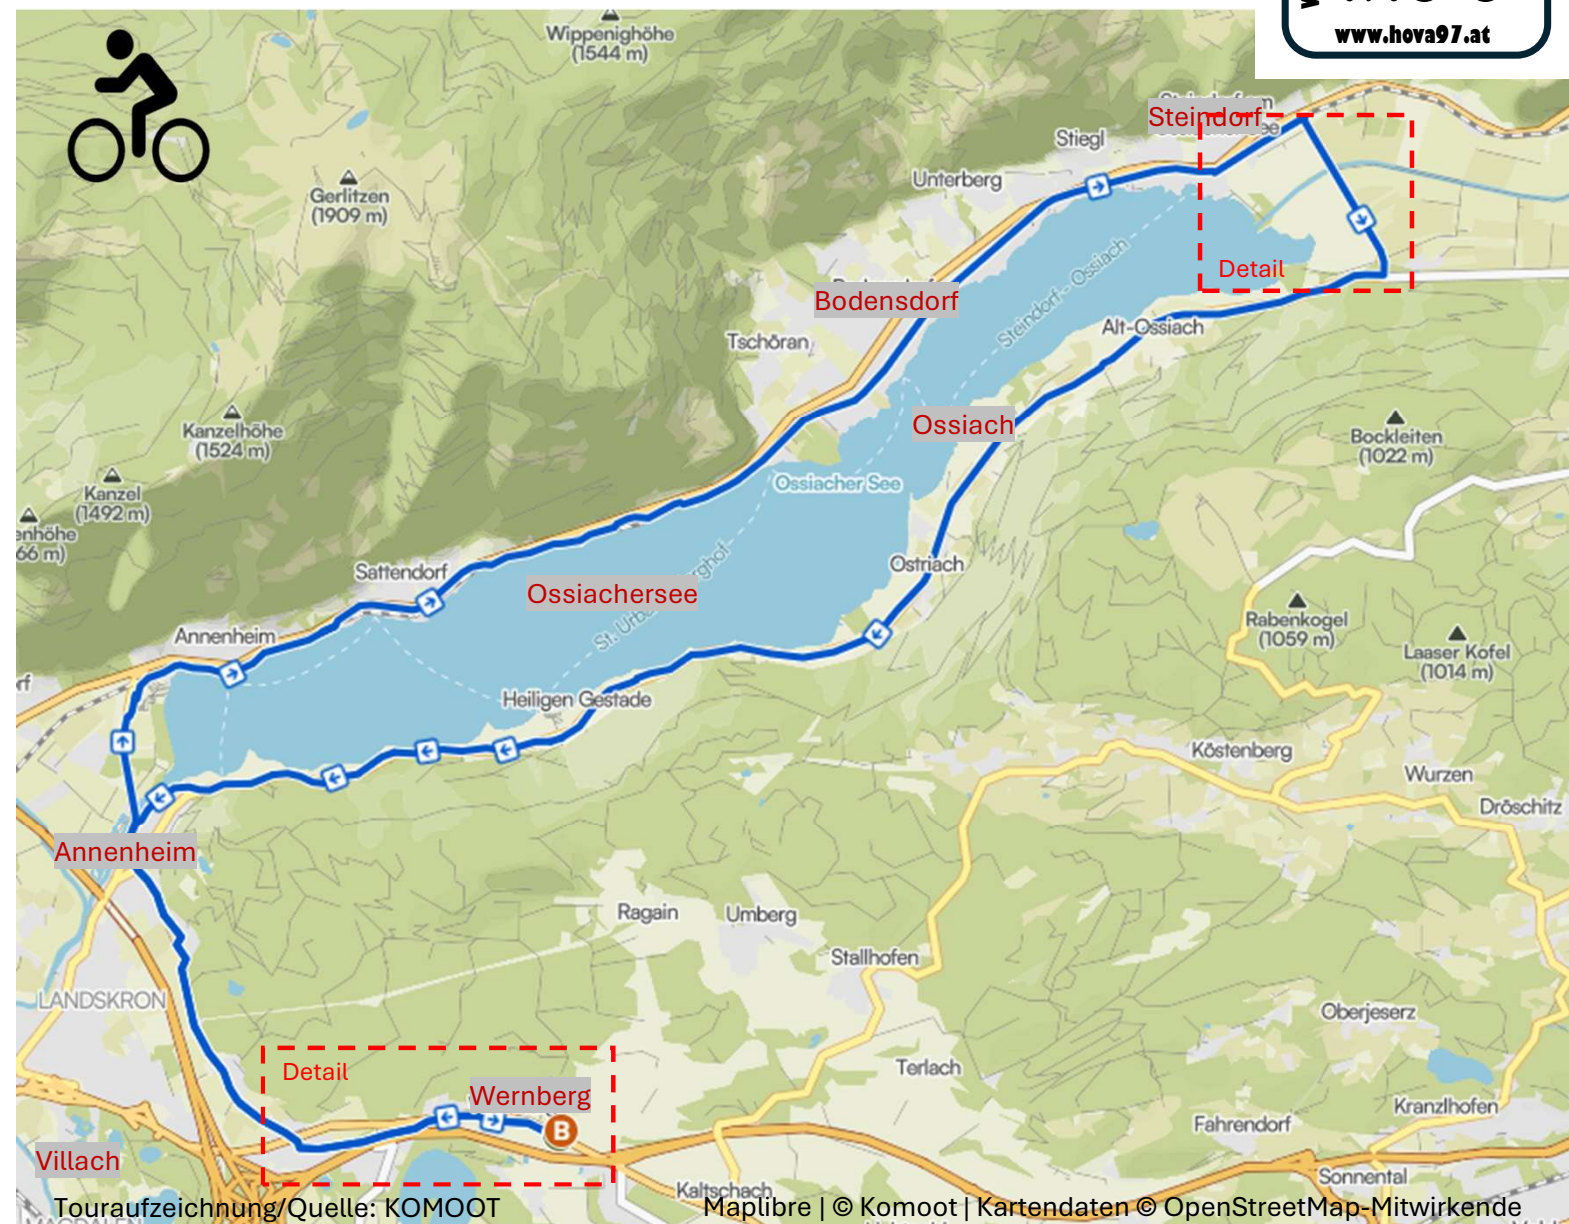 www.hova97.at
Wippenighöhe
(1544 m)
Steindorf
Stiegl
Unterberg
Gerlitzen
(1909 m)
Detail
Steindorf - Ossiach
Bodensdorf
Alt-Ossiach
Tschöran
Kanzelhöhe
(1524 m)
Ossiach
Bockleiten
(1022 m)
Ossiacher See
Kanzel
(1492 m)
enhöhe
66 m)
Sattendorf
Ostriach
Ossiachersee
Rabenkogel
(1059 m)
Annenheim
Laaser Kofel
(1014 m)
rf
Heiligen Gestade
Köstenberg
Wurzen
Dröschitz
Annenheim
Ragain
Umberg
Stallhofen
LANDSKRON
Oberjeserz
Detail
Terlach
Wernberg
B
Kranzlhofen
Fahrendorf
Villach
Sonnental
Kaltschach
Touraufzeichnung/Quelle: KOMOOT
Maplibre | © Komoot | Kartendaten © OpenStreetMap-Mitwirkende